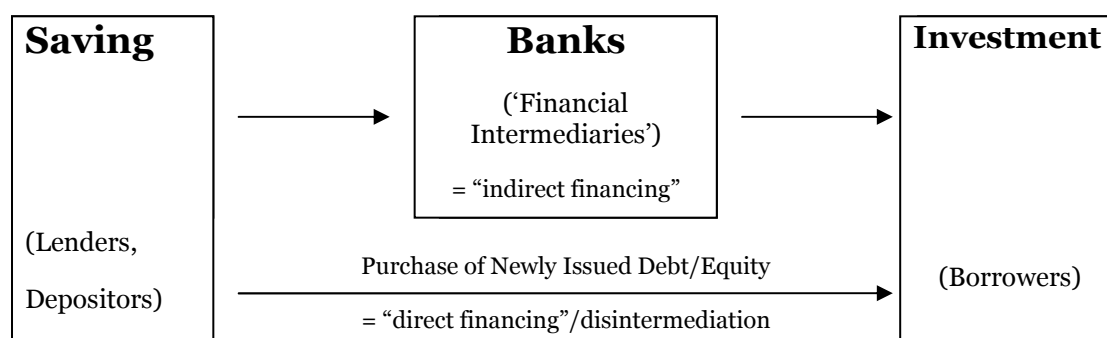 Saving
Banks
Investment
(‘Financial
Intermediaries’)
= “indirect financing”
(Lenders,
Depositors)
Purchase of Newly Issued Debt/Equity
= “direct financing”/disintermediation
(Borrowers)